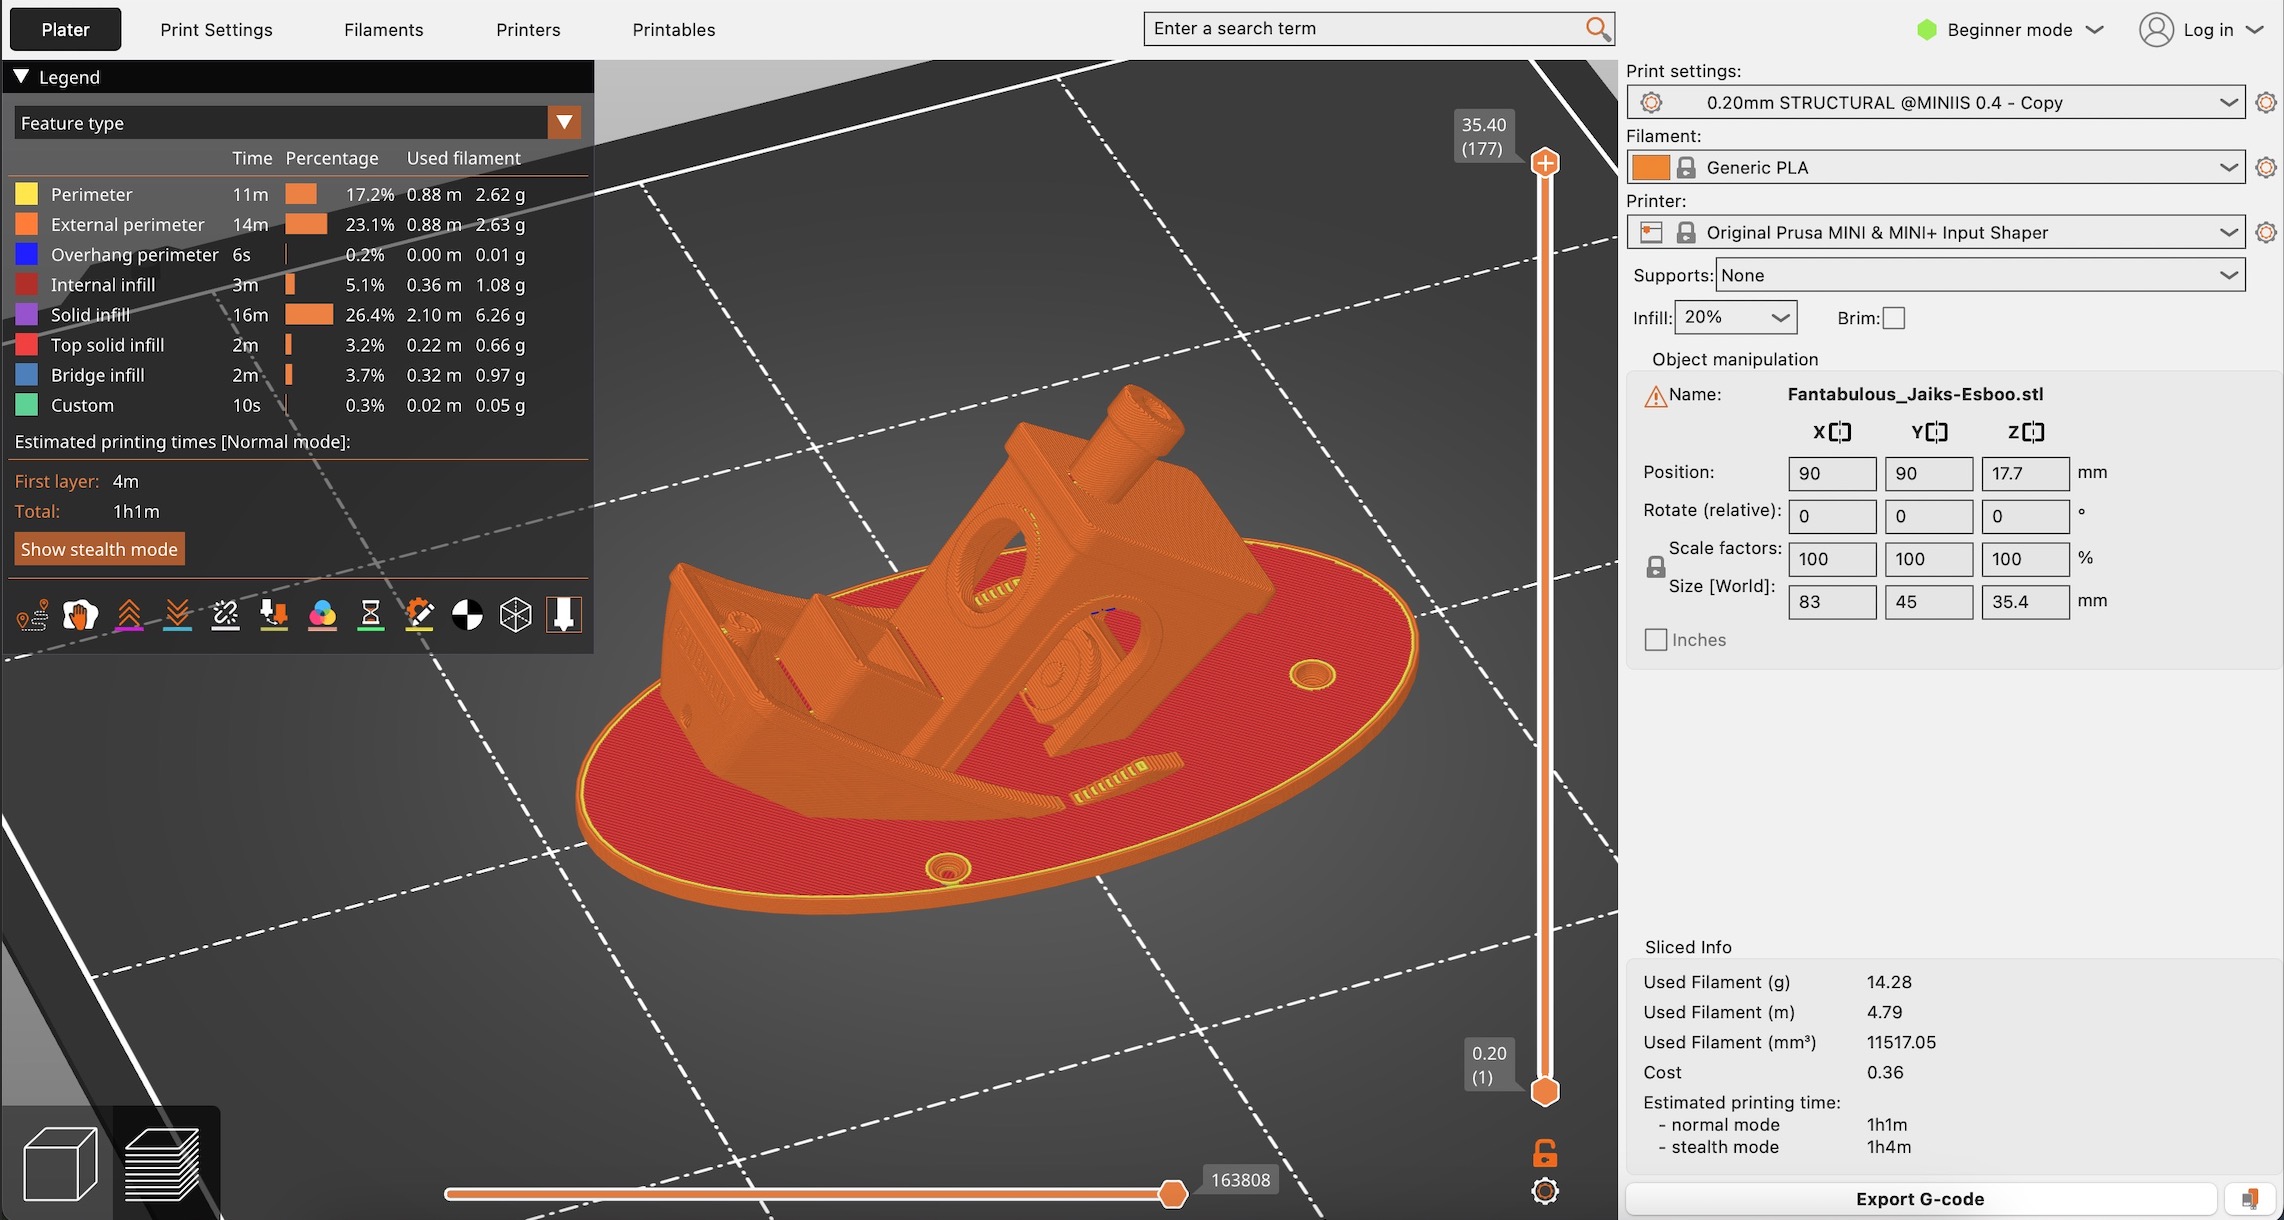 Plater Print Settings Filaments Printers Printables Enter a search term Beginner mode Log in
Legend
Feature type
Time Percentage Used filament
Perimeter 11m 17.2% 0.88 m 2.62 g
External perimeter 14m 23.1% 0.88 m 2.63 g
Overhang perimeter 6s 0.2% 0.00 m 0.01 g
Internal infill 3m 5.1% 0.36 m 1.08 g
Solid infill 16m 26.4% 2.10 m 6.26 g
Top solid infill 2m 3.2% 0.22 m 0.66 g
Bridge infill 2m 3.7% 0.32 m 0.97 g
Custom 10s 0.3% 0.02 m 0.05 g
Estimated printing times [Normal mode]:
First layer: 4m
Total: 1h1m
Show stealth mode
35.40
(177)
0.20
(1)
163808
Print settings:
0.20mm STRUCTURAL @MINIIS 0.4 - Copy
Filament:
Generic PLA
Printer:
Original Prusa MINI & MINI+ Input Shaper
Supports: None
Infill: 20% Brim:
Object manipulation
Name: Fantabulous_Jaiks-Esboo.stl
X Y Z
Position: 90 90 17.7 mm
Rotate (relative): 0 0 0 °
Scale factors: 100 100 100 %
Size [World]: 83 45 35.4 mm
Inches
Sliced Info
Used Filament (g) 14.28
Used Filament (m) 4.79
Used Filament (mm³) 11517.05
Cost 0.36
Estimated printing time:
- normal mode 1h1m
- stealth mode 1h4m
Export G-code